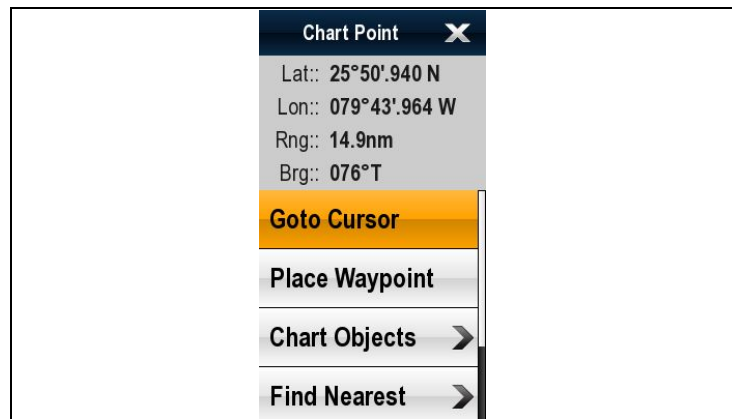 Chart Point
Lat:: 25°50'.940 N
Lon:: 079°43'.964 W
Rng:: 14.9nm
Brg:: 076°T
Goto Cursor
Place Waypoint
Chart Objects
Find Nearest